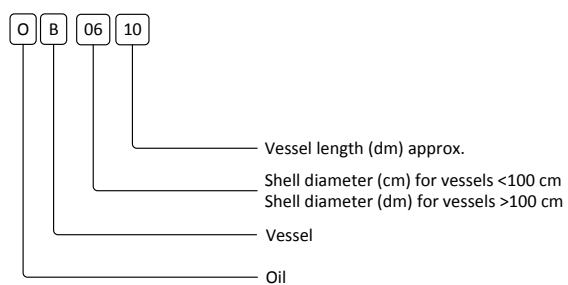 O B 06 10
Vessel length (dm) approx.
Shell diameter (cm) for vessels <100 cm
Shell diameter (dm) for vessels >100 cm
Vessel
Oil